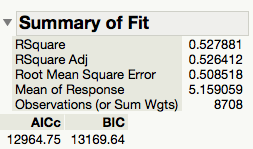 Summary of Fit
RSquare 0.527881
RSquare Adj 0.526412
Root Mean Square Error 0.508518
Mean of Response 5.159059
Observations (or Sum Wgts) 8708
AICc BIC
12964.75 13169.64